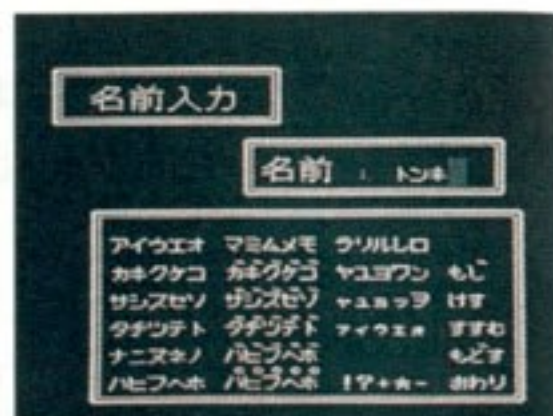 名前入力
名前 :
アイウエオ マミムメモ ラリルレロ
カキクケコ ガギグゲゴ ヤユヨワン もじ
サシスセソ ザジズゼゾ ャュョッヲ けす
タチツテト ダヂヅデド ァィゥェォ すすむ
ナニヌネノ バビブベボ もどす
ハヒフヘホ パピプペポ !?+★- おわり